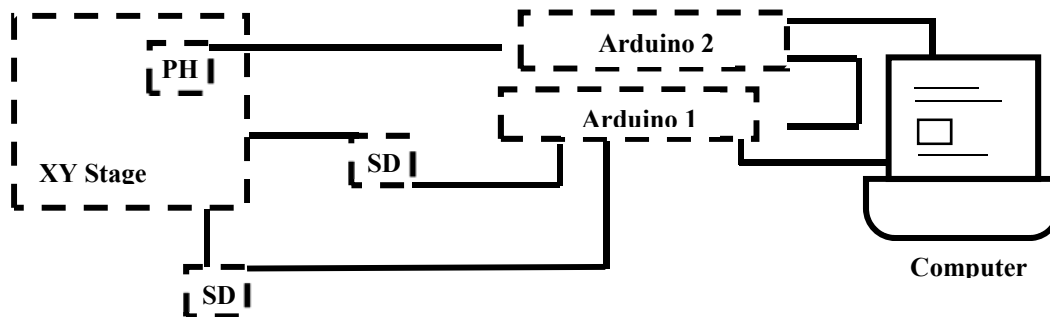 Arduino 2
PH
Arduino 1
SD
XY Stage
Computer
SD